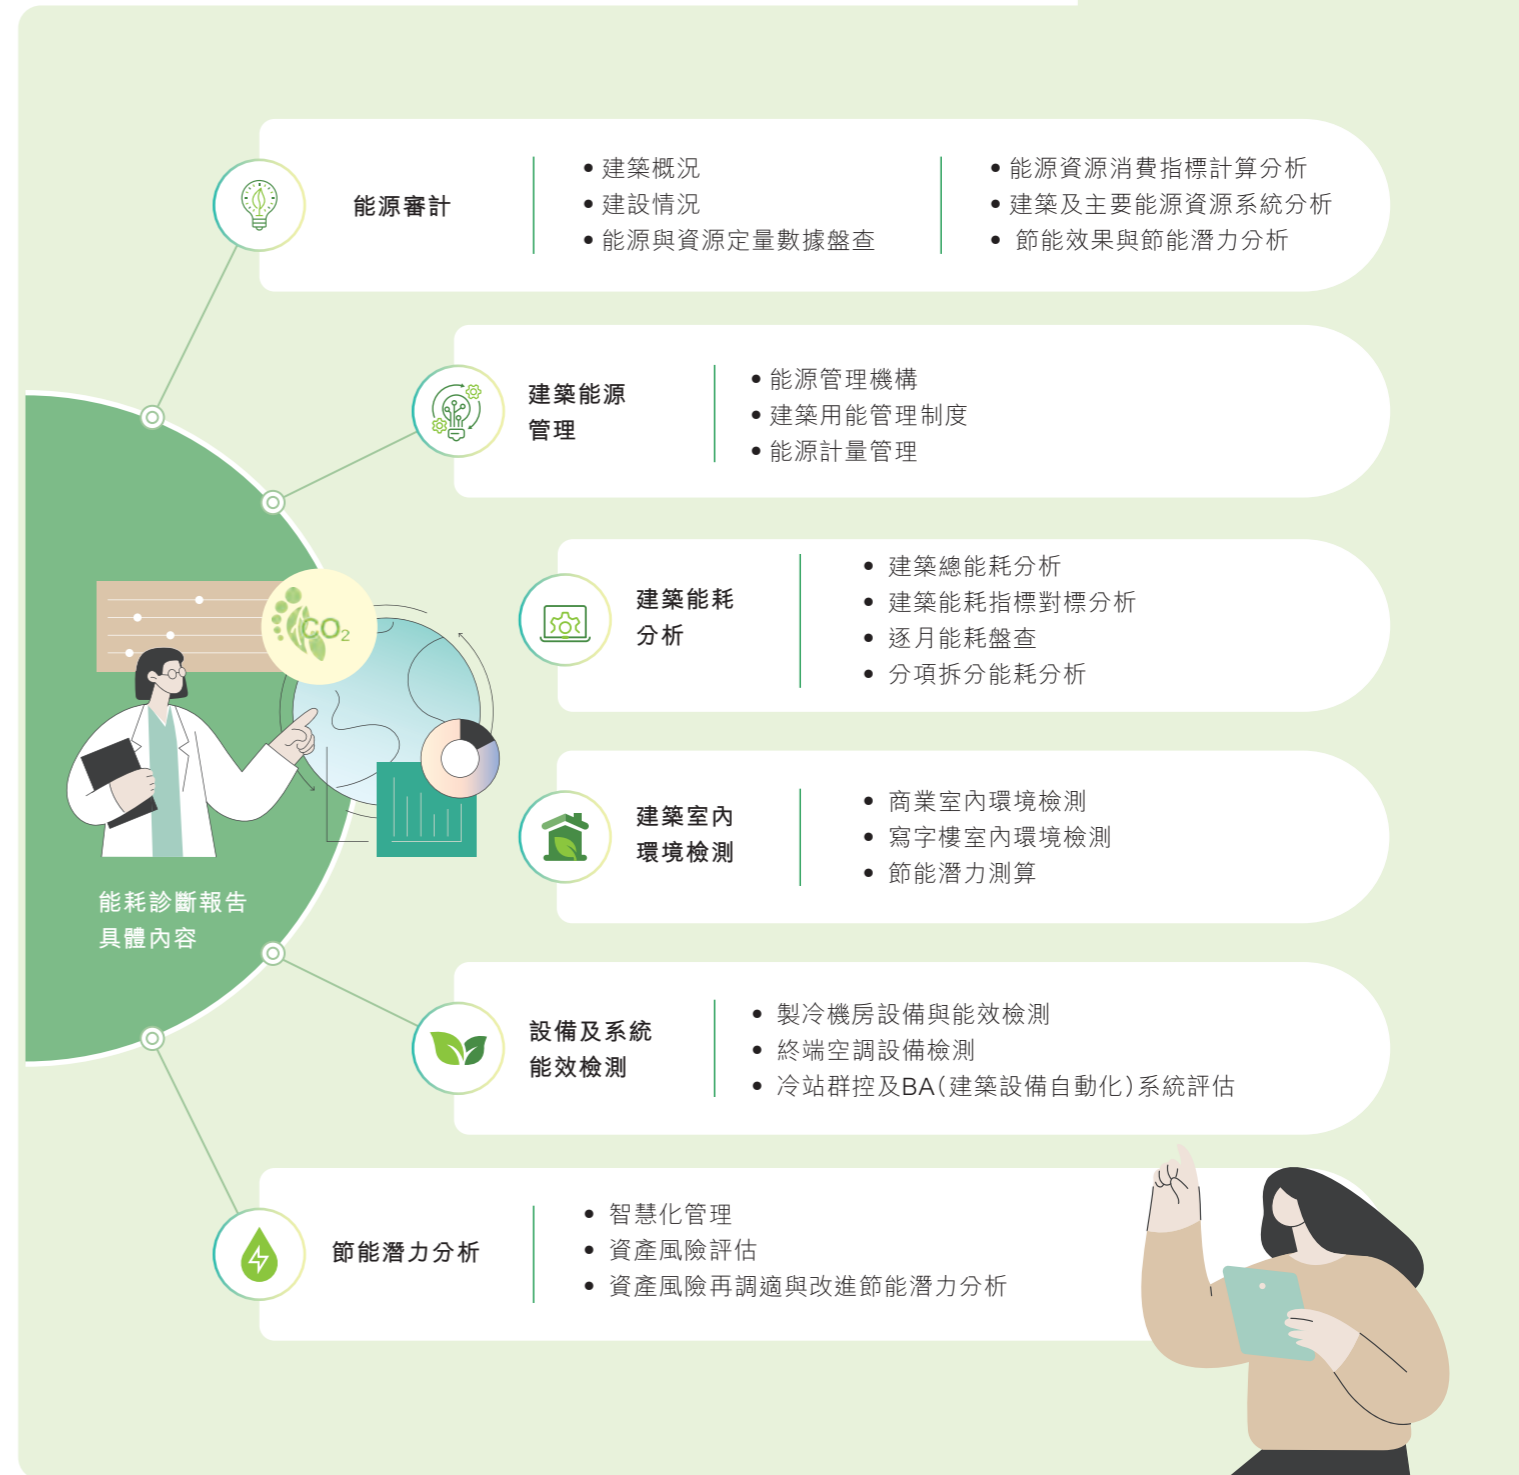 能源審計
• 建築概況
• 建設情況
• 能源與資源定量數據盤查
• 能源資源消費指標計算分析
• 建築及主要能源資源系統分析
• 節能效果與節能潛力分析
建築能源
管理
• 能源管理機構
• 建築用能管理制度
• 能源計量管理
CO₂
能耗診斷報告
具體內容
建築能耗
分析
• 建築總能耗分析
• 建築能耗指標對標分析
• 逐月能耗盤查
• 分項拆分能耗分析
建築室內
環境檢測
• 商業室內環境檢測
• 寫字樓室內環境檢測
• 節能潛力測算
設備及系統
能效檢測
• 製冷機房設備與能效檢測
• 終端空調設備檢測
• 冷站群控及BA(建築設備自動化)系統評估
節能潛力分析
• 智慧化管理
• 資產風險評估
• 資產風險再調適與改進節能潛力分析